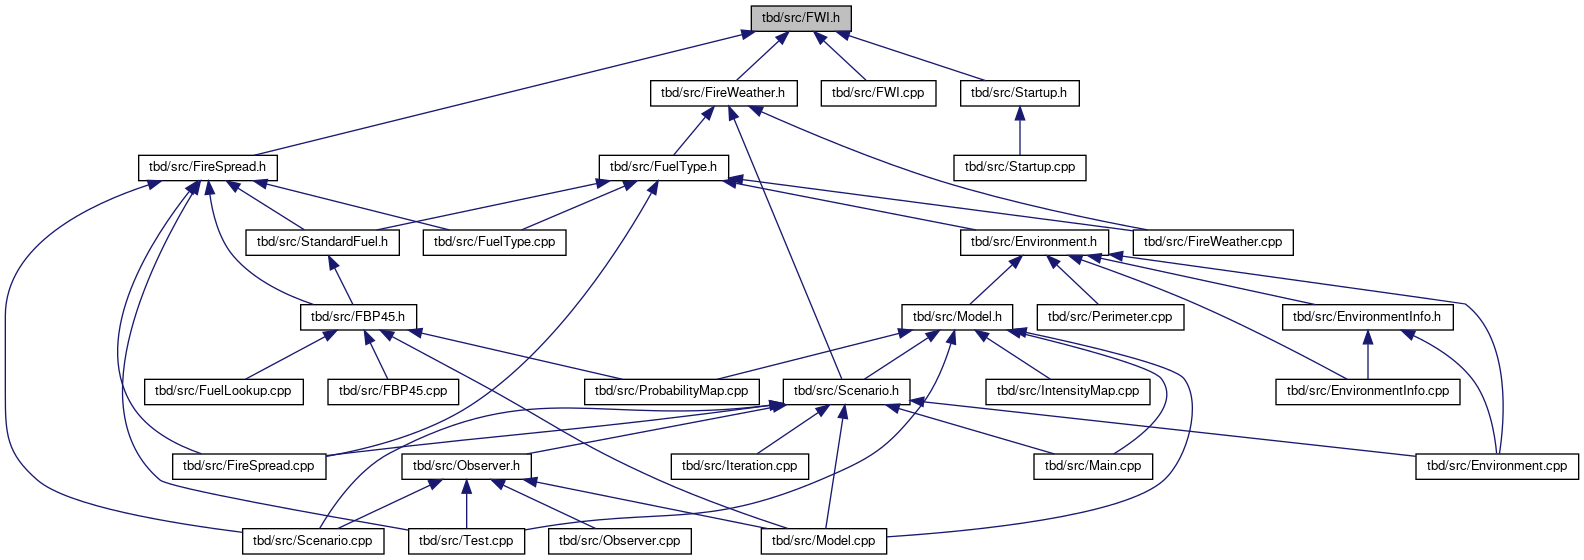 tbd/src/FWI.h
tbd/src/FireWeather.h
tbd/src/FWI.cpp
tbd/src/Startup.h
tbd/src/FireSpread.h
tbd/src/FuelType.h
tbd/src/Startup.cpp
tbd/src/StandardFuel.h
tbd/src/FuelType.cpp
tbd/src/Environment.h
tbd/src/FireWeather.cpp
tbd/src/FBP45.h
tbd/src/Model.h
tbd/src/Perimeter.cpp
tbd/src/EnvironmentInfo.h
tbd/src/FuelLookup.cpp
tbd/src/FBP45.cpp
tbd/src/ProbabilityMap.cpp
tbd/src/Scenario.h
tbd/src/IntensityMap.cpp
tbd/src/EnvironmentInfo.cpp
tbd/src/FireSpread.cpp
tbd/src/Observer.h
tbd/src/Iteration.cpp
tbd/src/Main.cpp
tbd/src/Environment.cpp
tbd/src/Scenario.cpp
tbd/src/Test.cpp
tbd/src/Observer.cpp
tbd/src/Model.cpp